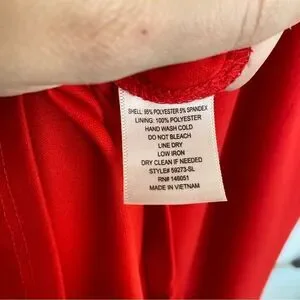 SHELL: 95% POLYESTER 5% SPANDEX
LINING: 100% POLYESTER
HAND WASH COLD
DO NOT BLEACH
LINE DRY
LOW IRON
DRY CLEAN IF NEEDED
STYLE# 59273-SL
RN# 146051
MADE IN VIETNAM